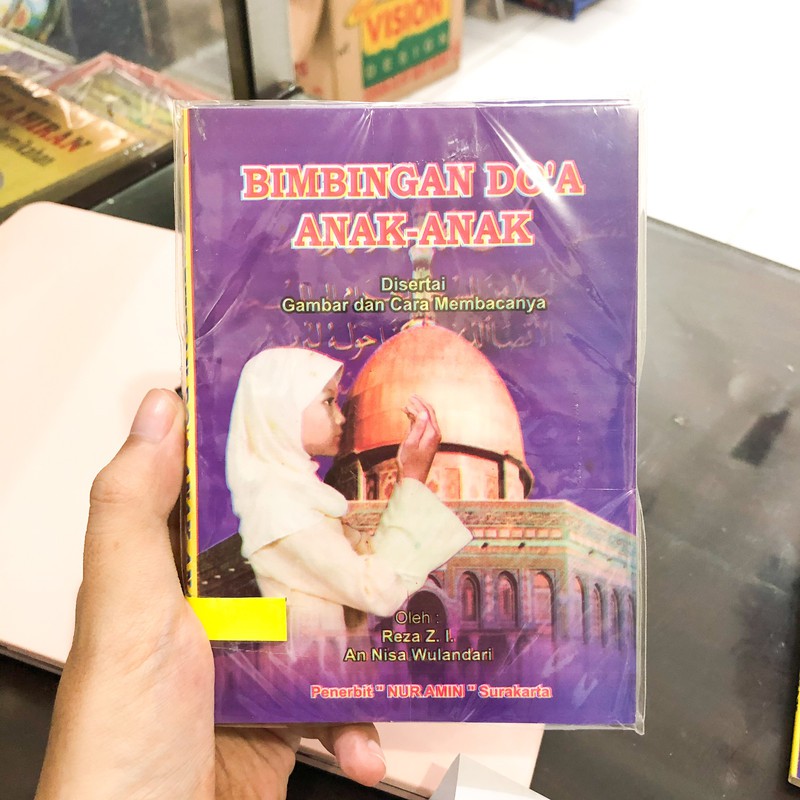 VISION
DESIGN
BIMBINGAN DO'A
ANAK-ANAK
Disertai
Gambar dan Cara Membacanya
Oleh :
Reza Z. I.
An Nisa Wulandari
Penerbit " NUR AMIN " Surakarta